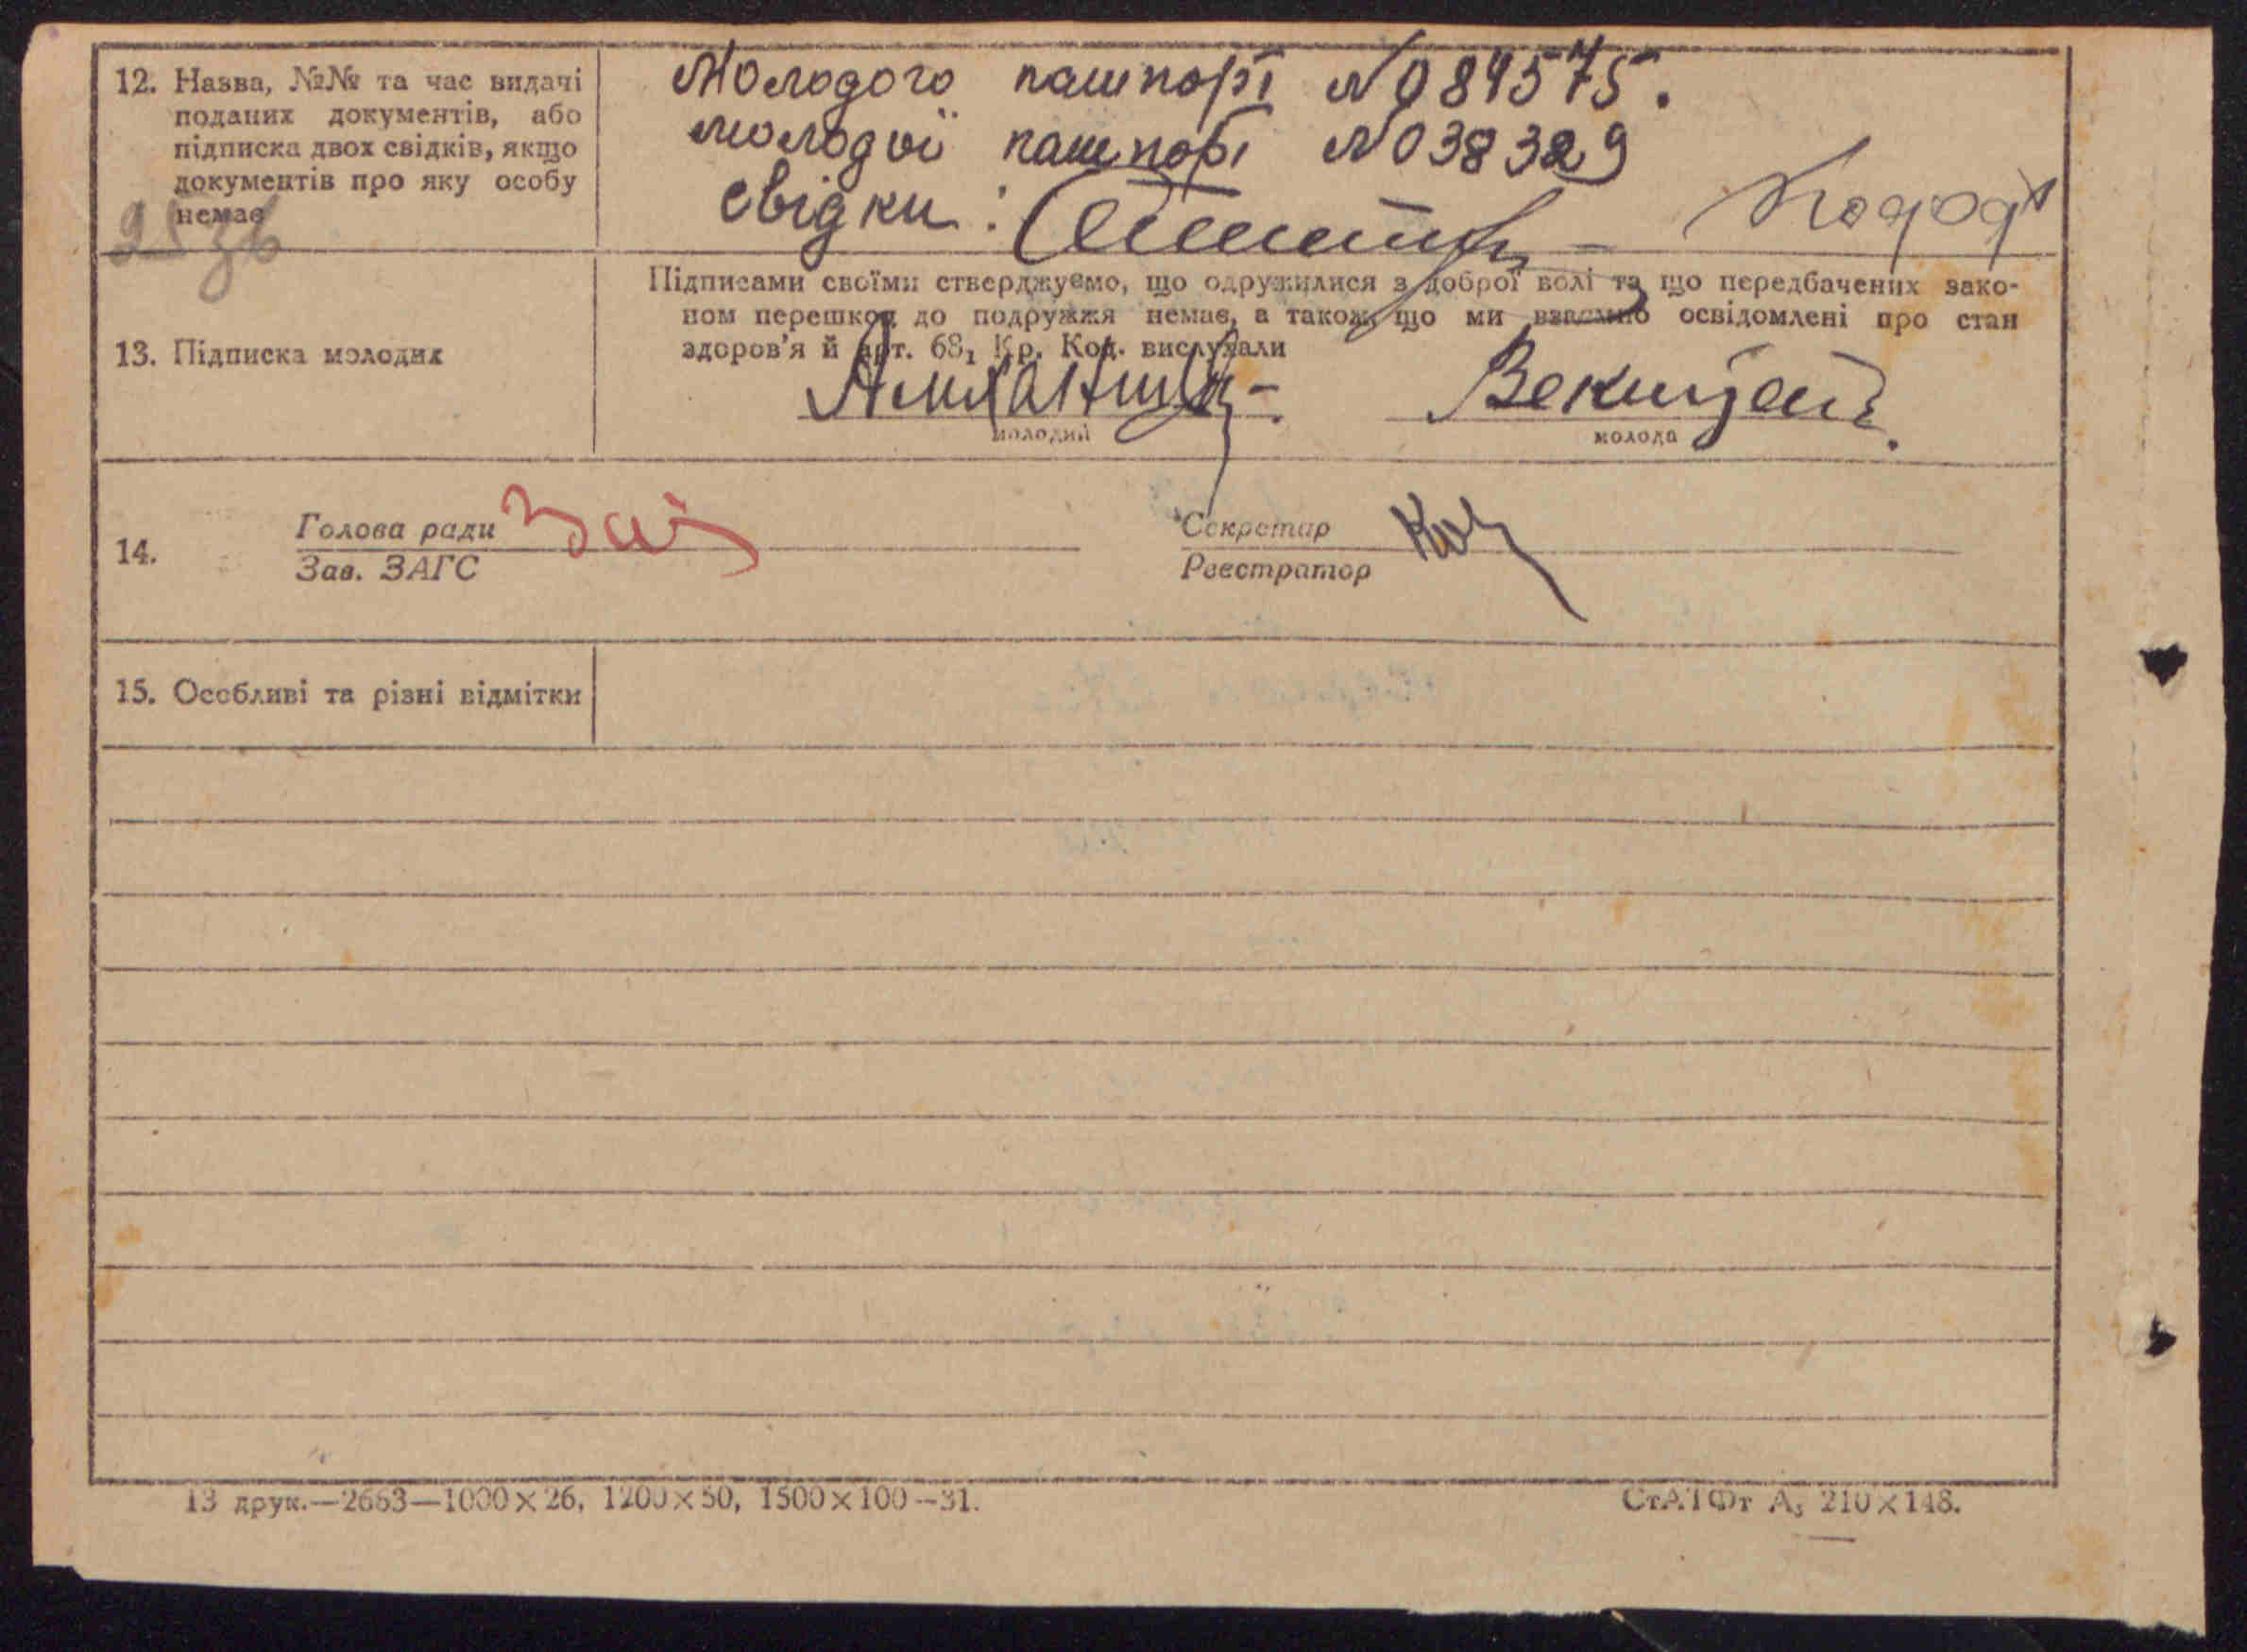 12. Назва, №№ та час видачі
поданих документів, або
підписка двох свідків, якщо
документів про яку особу
немає
Молодого пашпорт N 084575.
молодої пашпорт N 038329
свідки:
13. Підписка молодих
Підписами своїми стверджуємо, що одружилися з доброї волі та що передбачених зако-
ном перешкод до подружжя немає, а також, що ми взаємно освідомлені про стан
здоров'я й арт. 68₁ Кр. Код. вислухали
молодий
молода
14.
Голова ради
Зав. ЗАГС
Секретар
Реєстратор
15. Особливі та різні відмітки
13 друк.—2663—1000×26, 1200×50, 1500×100—31.
СтАТФт А₅ 210×148.